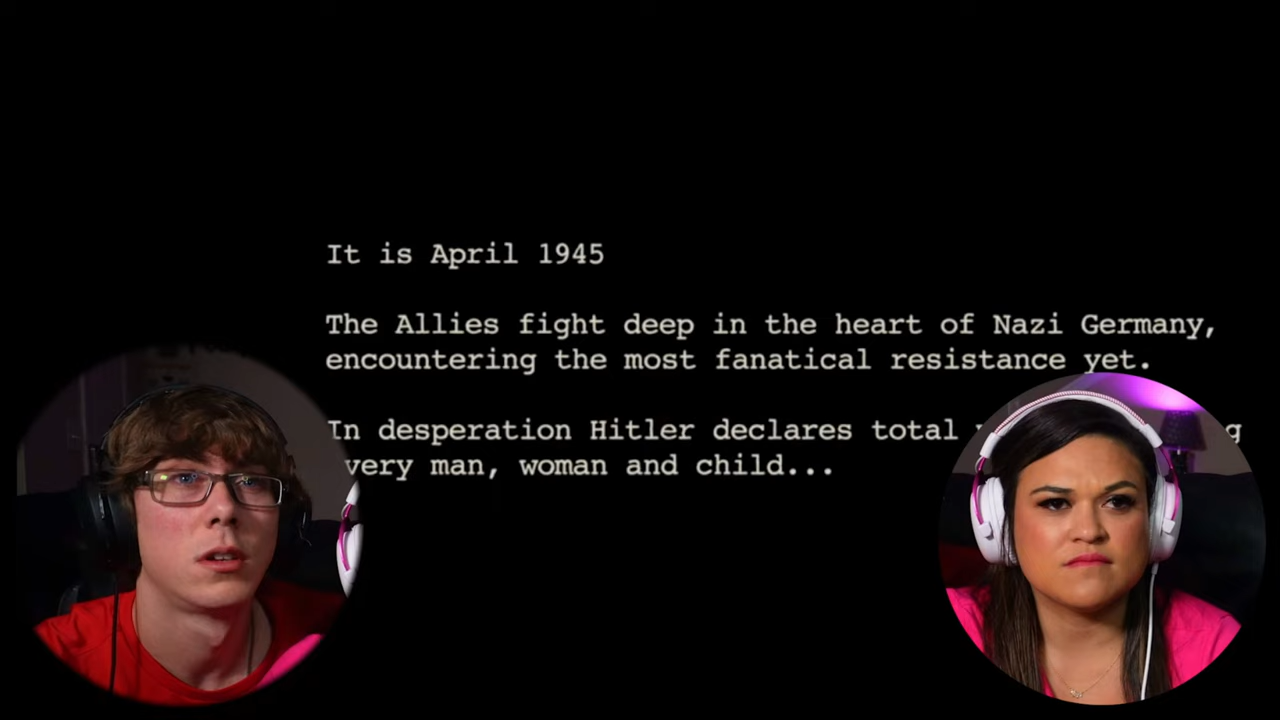 It is April 1945
The Allies fight deep in the heart of Nazi Germany,
encountering the most fanatical resistance yet.
In desperation Hitler declares total
very man, woman and child...